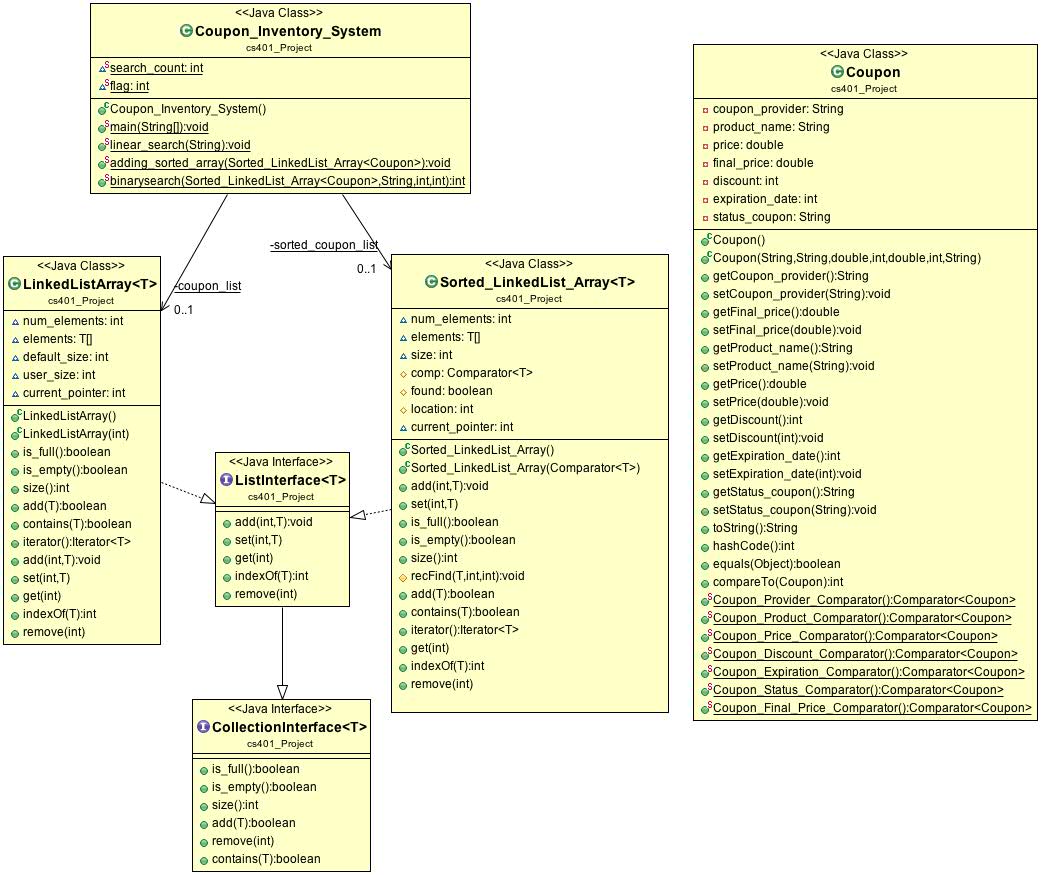 <<Java Class>>
Coupon_Inventory_System
cs401_Project
search_count: int
flag: int
Coupon_Inventory_System()
main(String[]):void
linear_search(String):void
adding_sorted_array(Sorted_LinkedList_Array<Coupon>):void
binarysearch(Sorted_LinkedList_Array<Coupon>,String,int,int):int
-coupon_list
0..1
-sorted_coupon_list
0..1
<<Java Class>>
LinkedListArray<T>
cs401_Project
num_elements: int
elements: T[]
default_size: int
user_size: int
current_pointer: int
LinkedListArray()
LinkedListArray(int)
is_full():boolean
is_empty():boolean
size():int
add(T):boolean
contains(T):boolean
iterator():Iterator<T>
add(int,T):void
set(int,T)
get(int)
indexOf(T):int
remove(int)
<<Java Interface>>
ListInterface<T>
cs401_Project
add(int,T):void
set(int,T)
get(int)
indexOf(T):int
remove(int)
<<Java Class>>
Sorted_LinkedList_Array<T>
cs401_Project
num_elements: int
elements: T[]
size: int
comp: Comparator<T>
found: boolean
location: int
current_pointer: int
Sorted_LinkedList_Array()
Sorted_LinkedList_Array(Comparator<T>)
add(int,T):void
set(int,T)
is_full():boolean
is_empty():boolean
size():int
recFind(T,int,int):void
add(T):boolean
contains(T):boolean
iterator():Iterator<T>
get(int)
indexOf(T):int
remove(int)
<<Java Interface>>
CollectionInterface<T>
cs401_Project
is_full():boolean
is_empty():boolean
size():int
add(T):boolean
remove(int)
contains(T):boolean
<<Java Class>>
Coupon
cs401_Project
coupon_provider: String
product_name: String
price: double
final_price: double
discount: int
expiration_date: int
status_coupon: String
Coupon()
Coupon(String,String,double,int,double,int,String)
getCoupon_provider():String
setCoupon_provider(String):void
getFinal_price():double
setFinal_price(double):void
getProduct_name():String
setProduct_name(String):void
getPrice():double
setPrice(double):void
getDiscount():int
setDiscount(int):void
getExpiration_date():int
setExpiration_date(int):void
getStatus_coupon():String
setStatus_coupon(String):void
toString():String
hashCode():int
equals(Object):boolean
compareTo(Coupon):int
Coupon_Provider_Comparator():Comparator<Coupon>
Coupon_Product_Comparator():Comparator<Coupon>
Coupon_Price_Comparator():Comparator<Coupon>
Coupon_Discount_Comparator():Comparator<Coupon>
Coupon_Expiration_Comparator():Comparator<Coupon>
Coupon_Status_Comparator():Comparator<Coupon>
Coupon_Final_Price_Comparator():Comparator<Coupon>